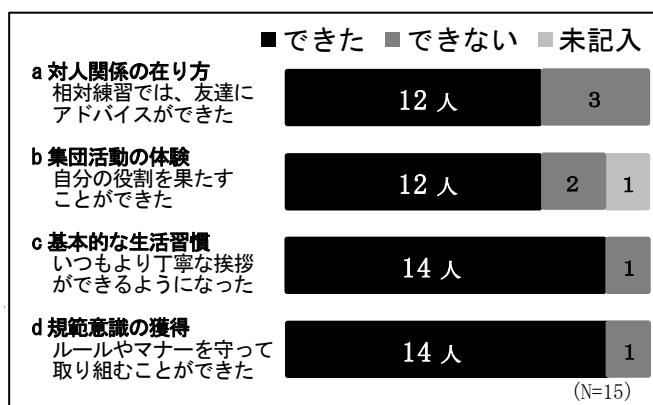 ■できた ■できない ■未記入
a 対人関係の在り方
相対練習では、友達に
アドバイスができた
12 人 3
b 集団活動の体験
自分の役割を果たす
ことができた
12 人 2 1
c 基本的な生活習慣
いつもより丁寧な挨拶
ができるようになった
14 人 1
d 規範意識の獲得
ルールやマナーを守って
取り組むことができた
14 人 1
(N=15)